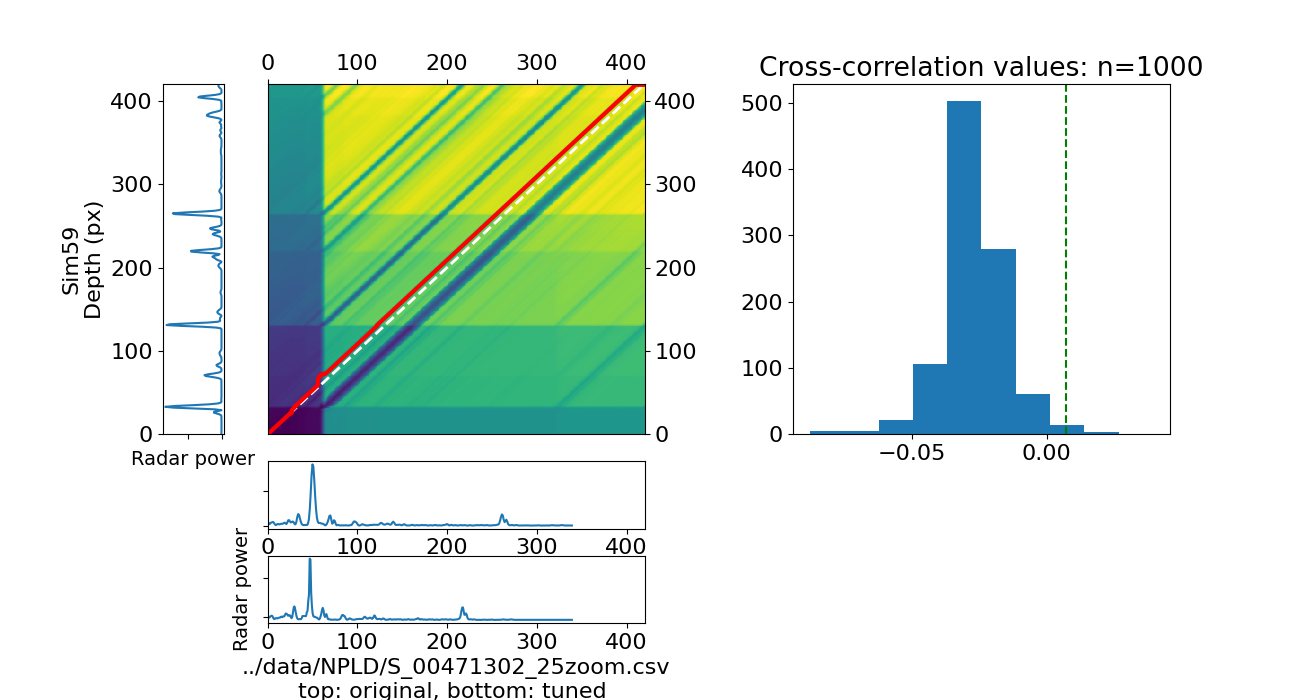 Cross-correlation values: n=1000
0 100 200 300 400
400
300
200
100
0
Sim59
Depth (px)
400
300
200
100
0
Radar power
500
400
300
200
100
0
−0.05 0.00
0 100 200 300 400
Radar power
0 100 200 300 400
../data/NPLD/S_00471302_25zoom.csv
top: original, bottom: tuned